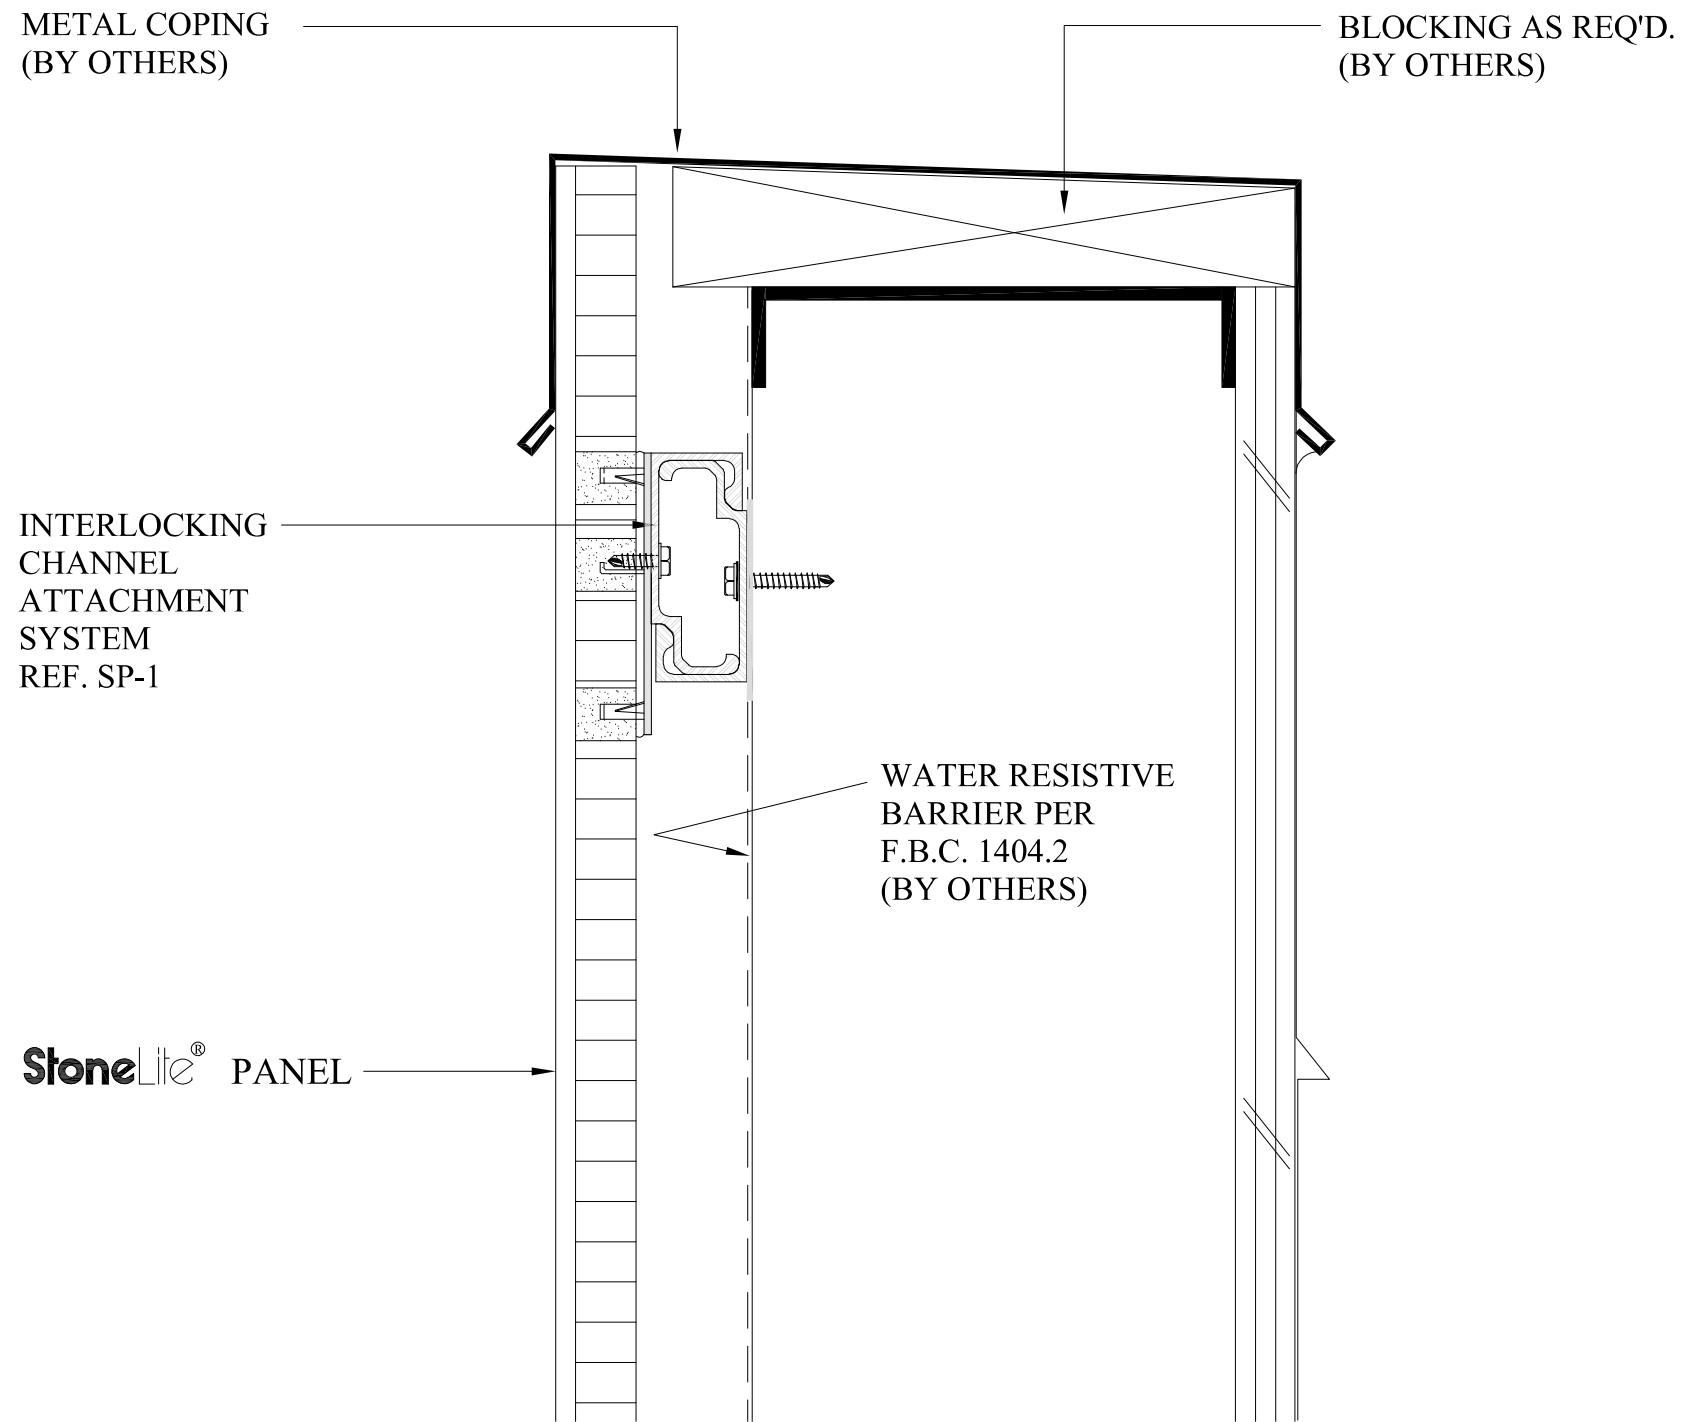 METAL COPING
(BY OTHERS)
BLOCKING AS REQ'D.
(BY OTHERS)
INTERLOCKING
CHANNEL
ATTACHMENT
SYSTEM
REF. SP-1
WATER RESISTIVE
BARRIER PER
F.B.C. 1404.2
(BY OTHERS)
StoneLite® PANEL